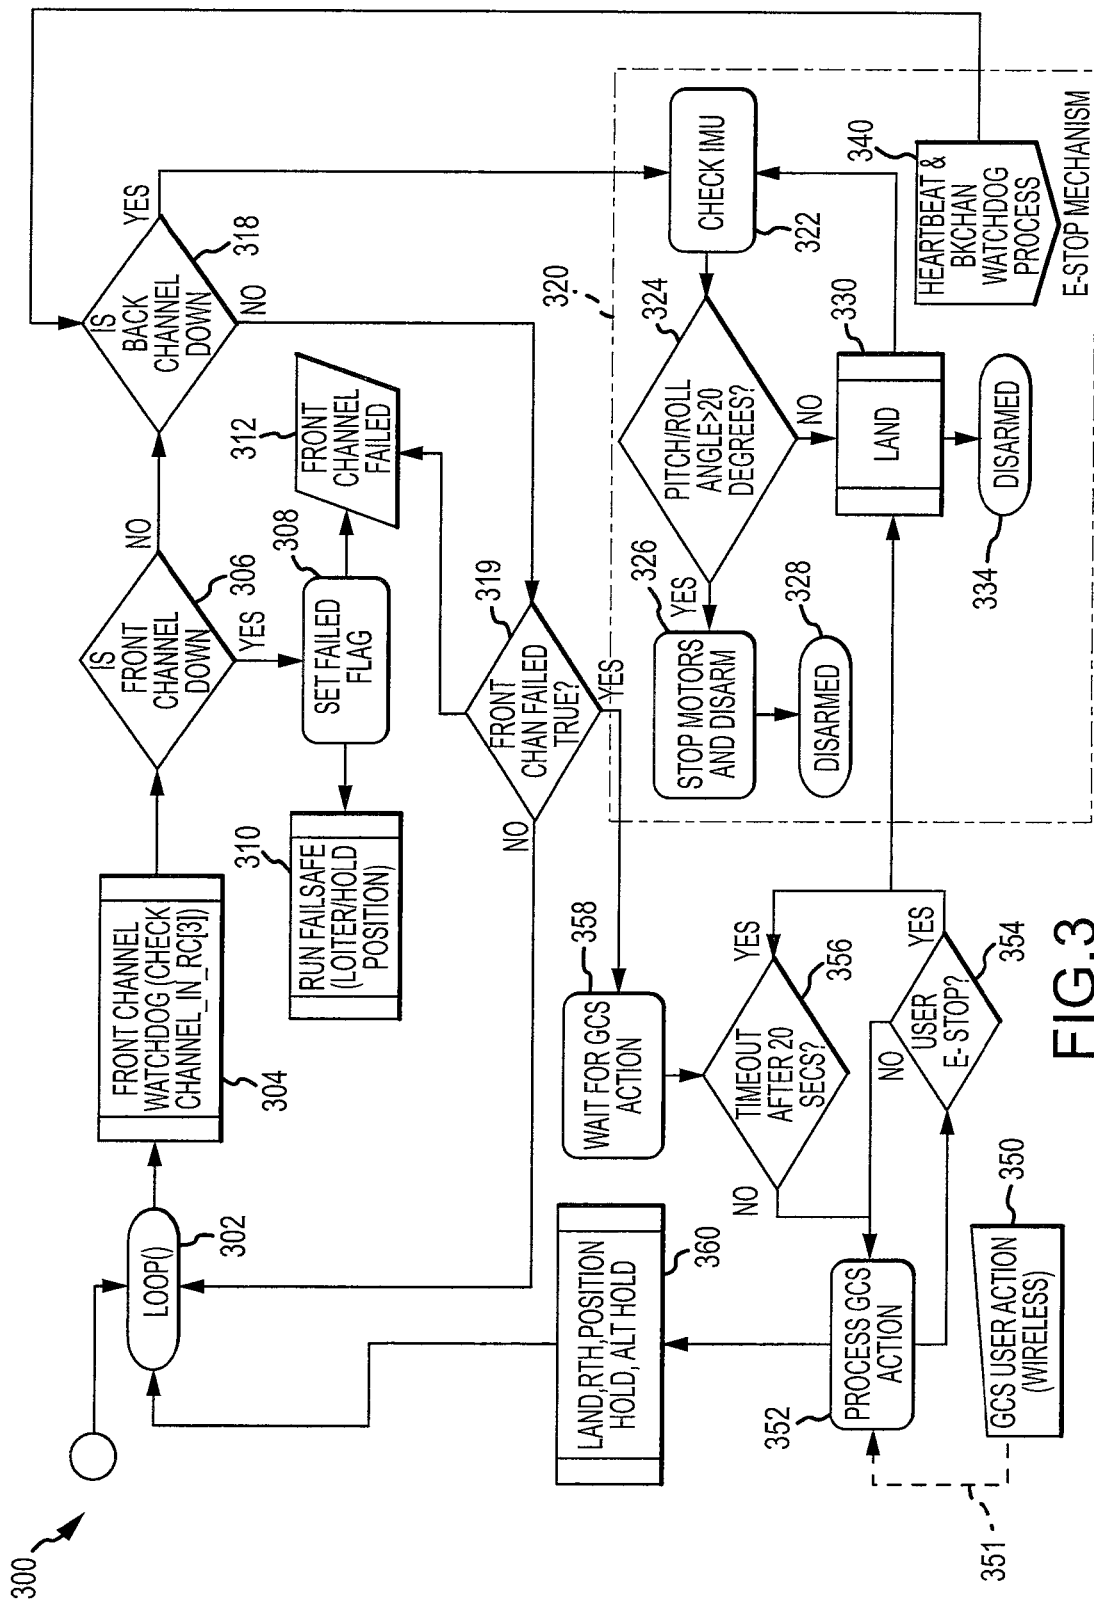 300
LOOP()
302
FRONT CHANNEL
WATCHDOG (CHECK
CHANNEL_IN_RC[3])
304
IS
FRONT
CHANNEL
DOWN
306
NO
YES
IS
BACK
CHANNEL
DOWN
318
YES
NO
SET FAILED
FLAG
308
RUN FAILSAFE
(LOITER/HOLD
POSITION)
310
FRONT
CHANNEL
FAILED
312
FRONT
CHAN FAILED
TRUE?
319
NO
YES
320
CHECK IMU
322
PITCH/ROLL
ANGLE>20
DEGREES?
324
YES
NO
STOP MOTORS
AND DISARM
326
DISARMED
328
LAND
330
DISARMED
334
HEARTBEAT &
BKCHAN
WATCHDOG
PROCESS
340
E-STOP MECHANISM
WAIT FOR GCS
ACTION
358
TIMEOUT
AFTER 20
SECS?
356
YES
NO
USER
E- STOP?
354
YES
NO
LAND,RTH,POSITION
HOLD, ALT HOLD
360
PROCESS GCS
ACTION
352
GCS USER ACTION
(WIRELESS)
350
351
FIG.3